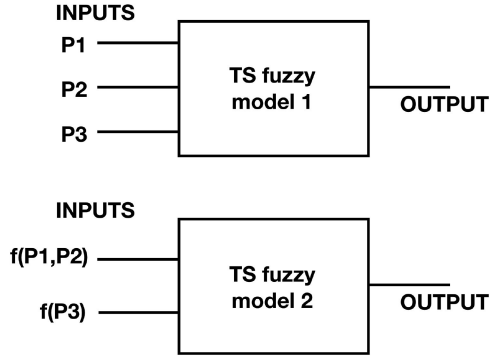 INPUTS
P1
P2
P3
TS fuzzy
model 1
OUTPUT
INPUTS
f(P1,P2)
f(P3)
TS fuzzy
model 2
OUTPUT